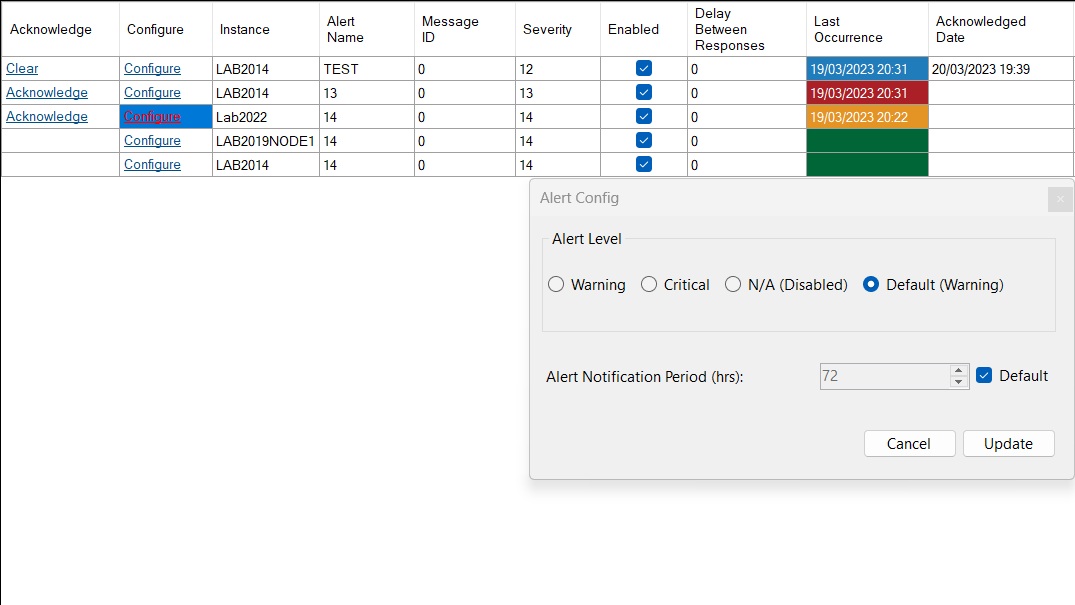 Acknowledge Configure Instance Alert Name Message ID Severity Enabled Delay Between Responses Last Occurrence Acknowledged Date
Clear Configure LAB2014 TEST 0 12 0 19/03/2023 20:31 20/03/2023 19:39
Acknowledge Configure LAB2014 13 0 13 0 19/03/2023 20:31
Acknowledge Configure Lab2022 14 0 14 0 19/03/2023 20:22
Configure LAB2019NODE1 14 0 14 0
Configure LAB2014 14 0 14 0
Alert Config
Alert Level
Warning Critical N/A (Disabled) Default (Warning)
Alert Notification Period (hrs): 72 Default
Cancel Update